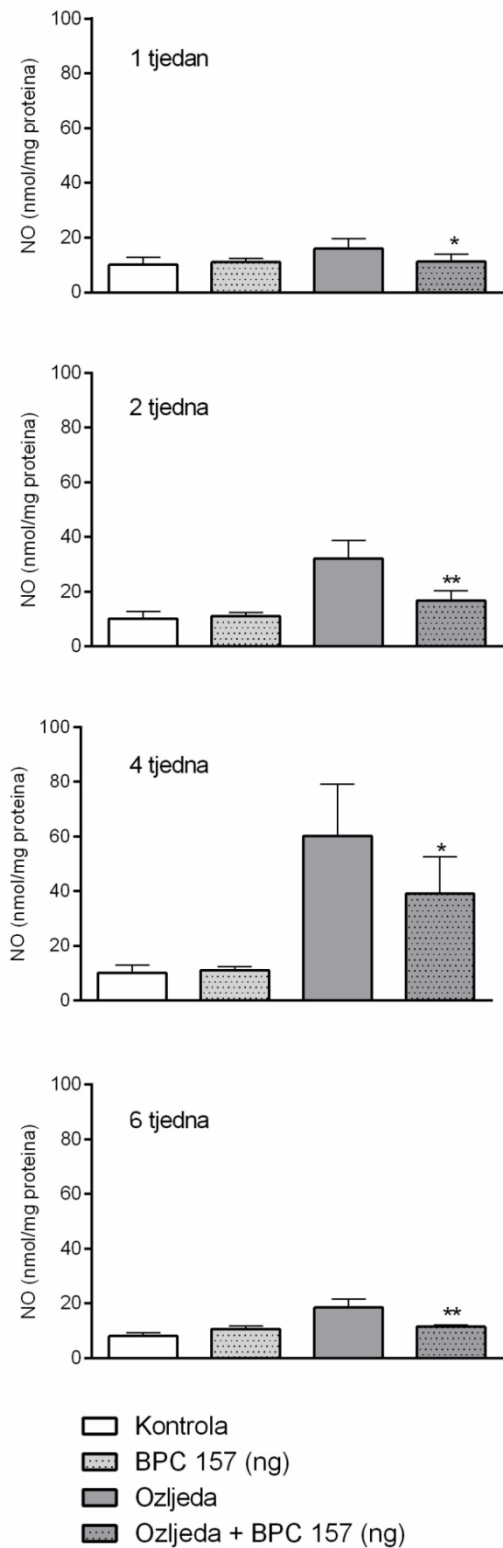 1 tjedan
NO (nmol/mg proteina)
100
80
60
40
20
0
*
2 tjedna
NO (nmol/mg proteina)
100
80
60
40
20
0
**
4 tjedna
NO (nmol/mg proteina)
100
80
60
40
20
0
*
6 tjedna
NO (nmol/mg proteina)
100
80
60
40
20
0
**
Kontrola
BPC 157 (ng)
Ozljeda
Ozljeda + BPC 157 (ng)